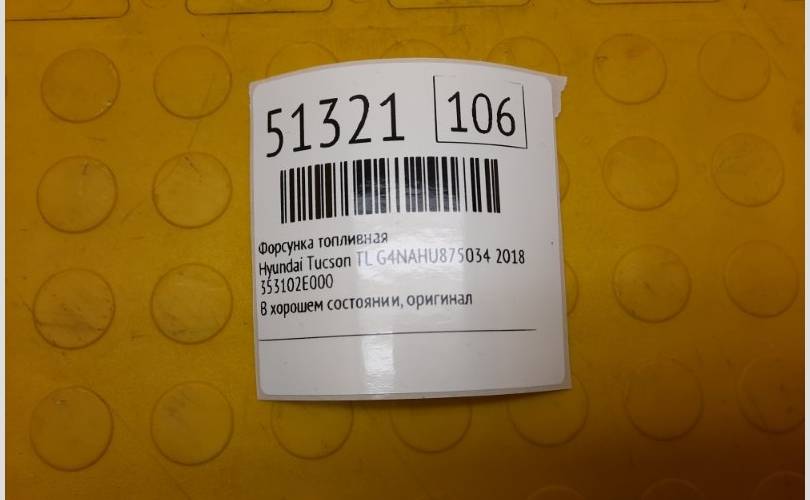 51321 106
Форсунка топливная
Hyundai Tucson TL G4NAHU875034 2018
353102E000
В хорошем состоянии, оригинал